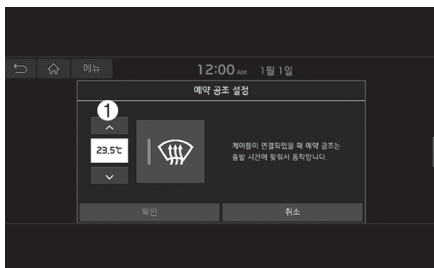 메뉴
12:00 AM 1월 1일
예약 공조 설정
1
23.5℃
케이블이 연결되었을 때 예약 공조는
출발 시간에 맞춰서 동작합니다.
확인
취소